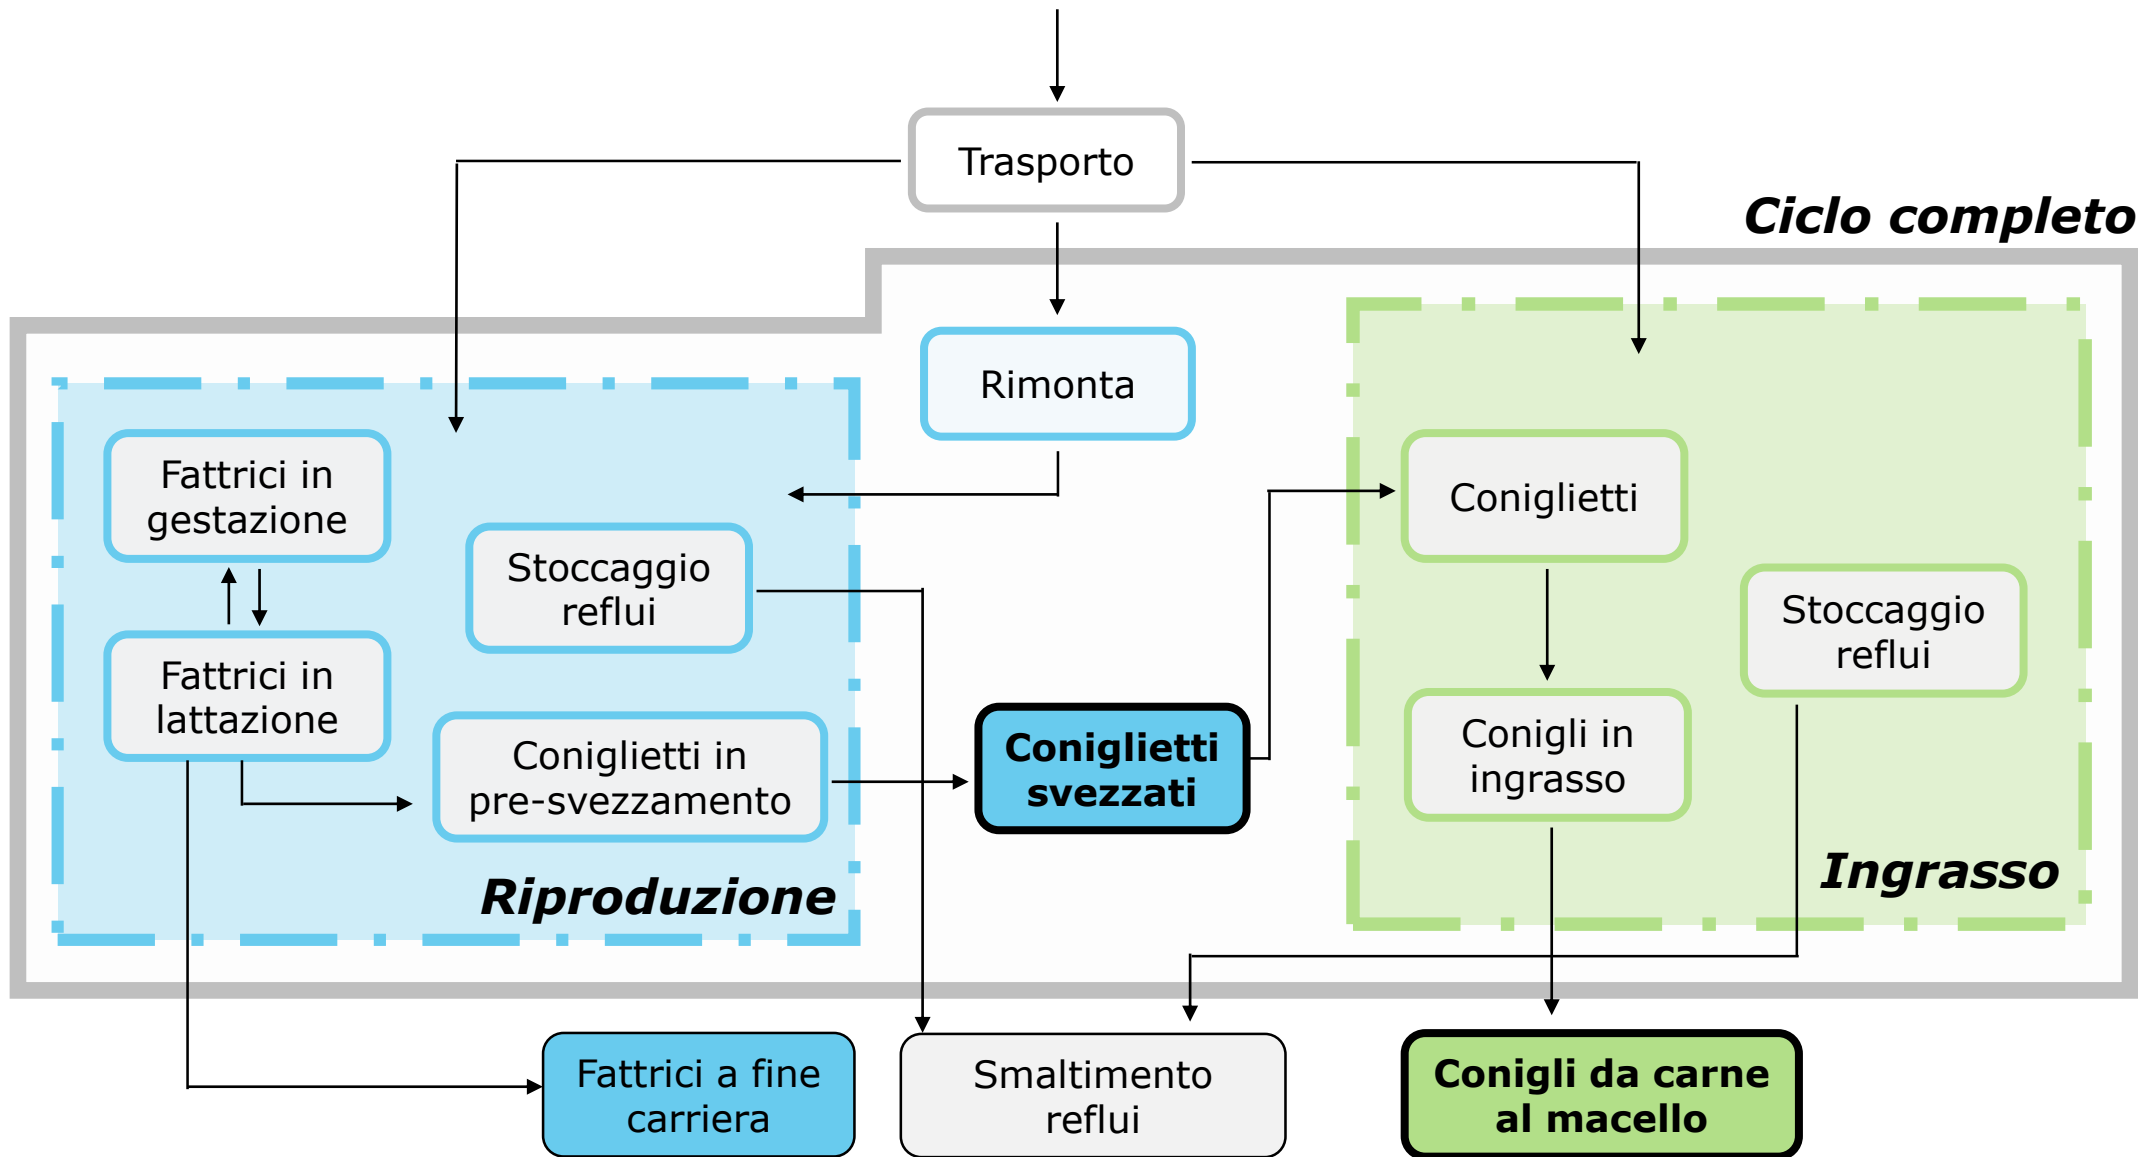 Trasporto
Ciclo completo
Rimonta
Fattrici in
gestazione
Stoccaggio
reflui
Fattrici in
lattazione
Coniglietti in
pre-svezzamento
Riproduzione
Coniglietti
svezzati
Coniglietti
Stoccaggio
reflui
Conigli in
ingrasso
Ingrasso
Fattrici a fine
carriera
Smaltimento
reflui
Conigli da carne
al macello